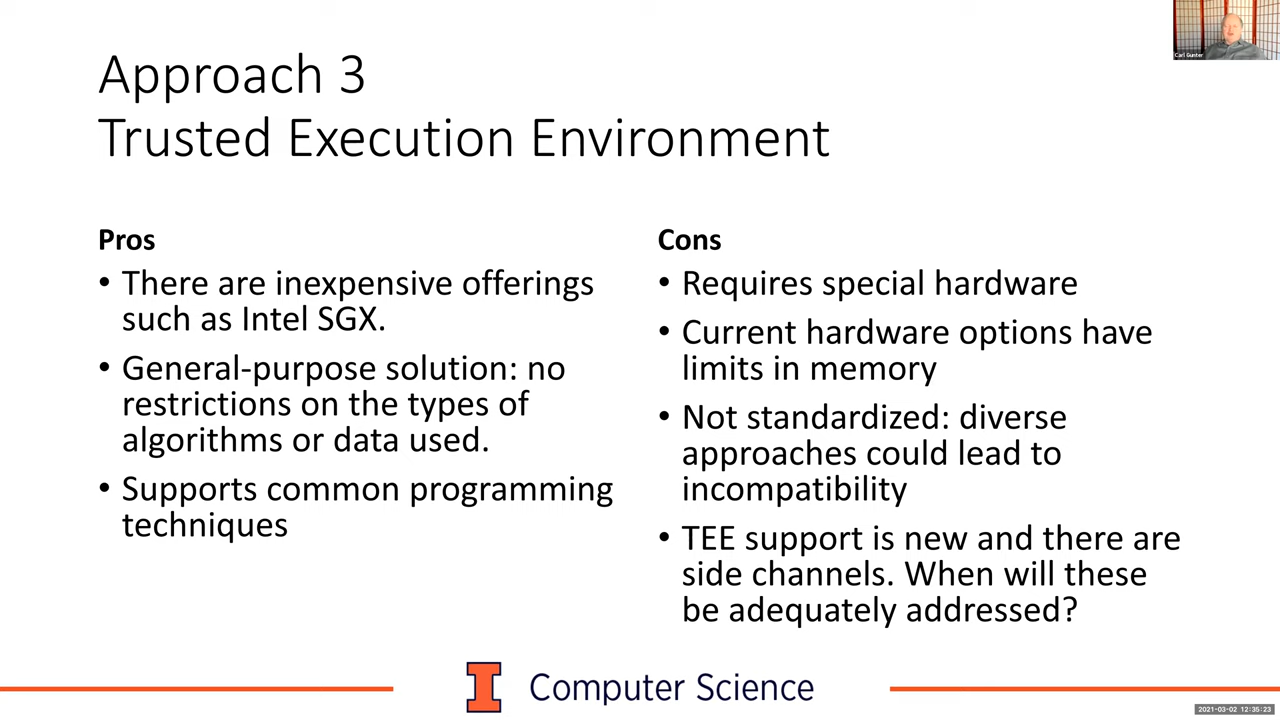 Approach 3
Trusted Execution Environment
Carl Gunter
Pros
• There are inexpensive offerings
such as Intel SGX.
• General-purpose solution: no
restrictions on the types of
algorithms or data used.
• Supports common programming
techniques
Cons
• Requires special hardware
• Current hardware options have
limits in memory
• Not standardized: diverse
approaches could lead to
incompatibility
• TEE support is new and there are
side channels. When will these
be adequately addressed?
I Computer Science
2021-03-02 12:35:23